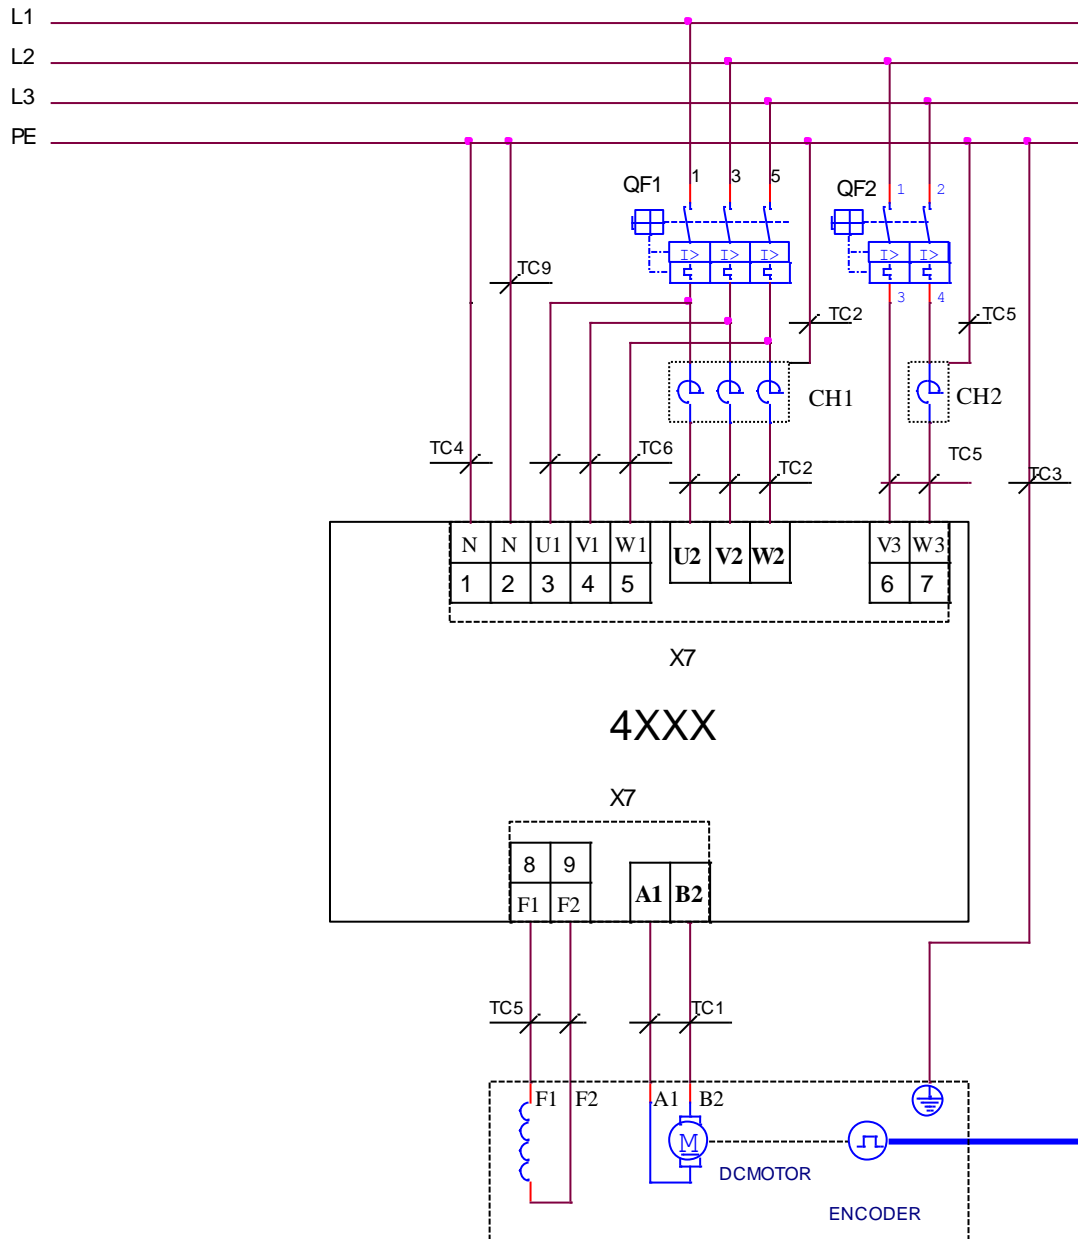 L1
L2
L3
PE
QF1 1 3 5 QF2 1 2
I> I> I> I> I>
TC9 3 4
TC2 TC5
CH1 CH2
TC4 TC6 TC2 TC5 TC3
N N U1 V1 W1 U2 V2 W2 V3 W3
1 2 3 4 5 6 7
X7
4XXX
X7
8 9
F1 F2 A1 B2
TC5 TC1
F1 F2 A1 B2
M
DCMOTOR
ENCODER